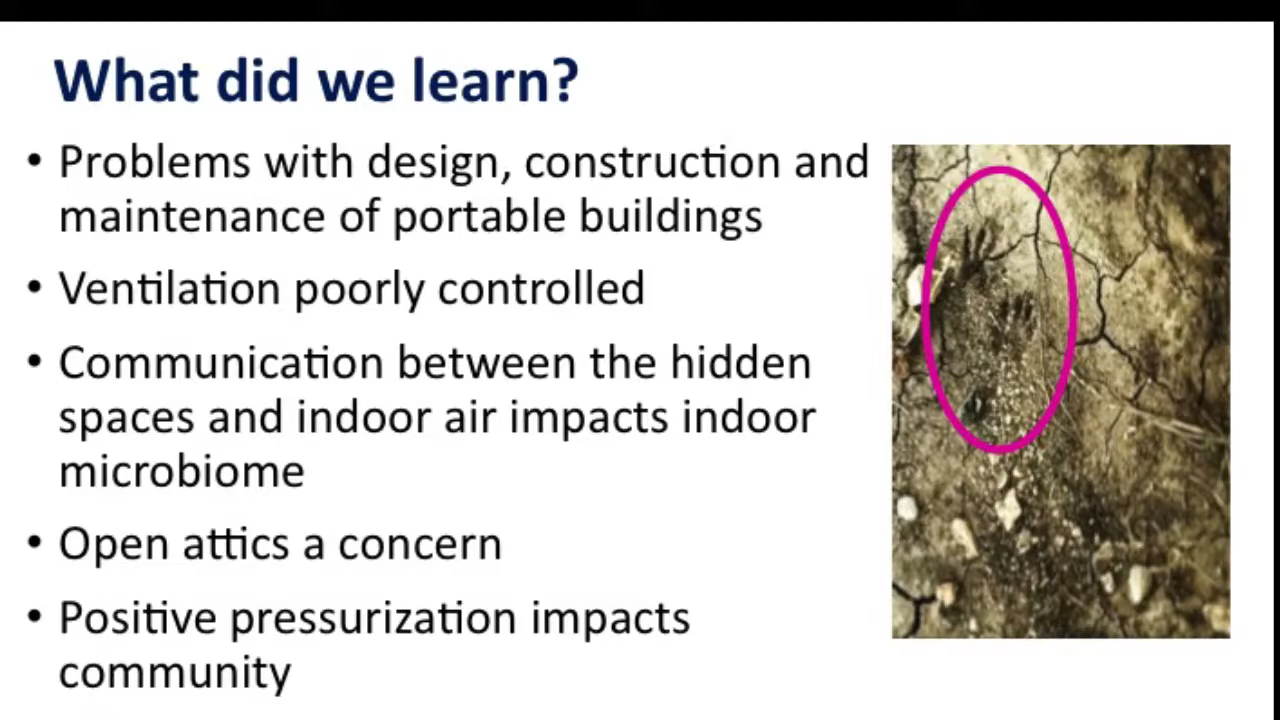 What did we learn?
• Problems with design, construction and
maintenance of portable buildings
• Ventilation poorly controlled
• Communication between the hidden
spaces and indoor air impacts indoor
microbiome
• Open attics a concern
• Positive pressurization impacts
community